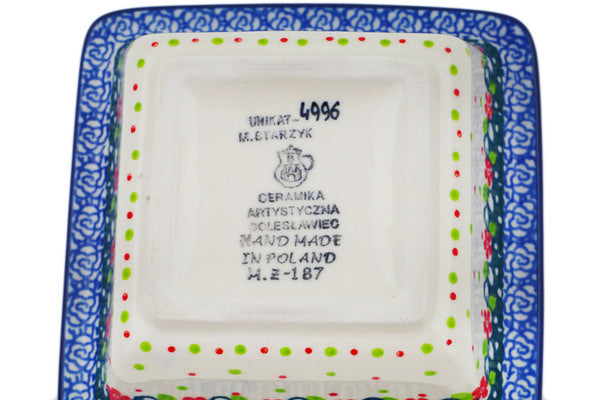 UNIKAT-4996
M.STARZYK
CERAMIKA
ARTYSTYCZNA
BOLESŁAWIEC
HAND MADE
IN POLAND
M.Z-187